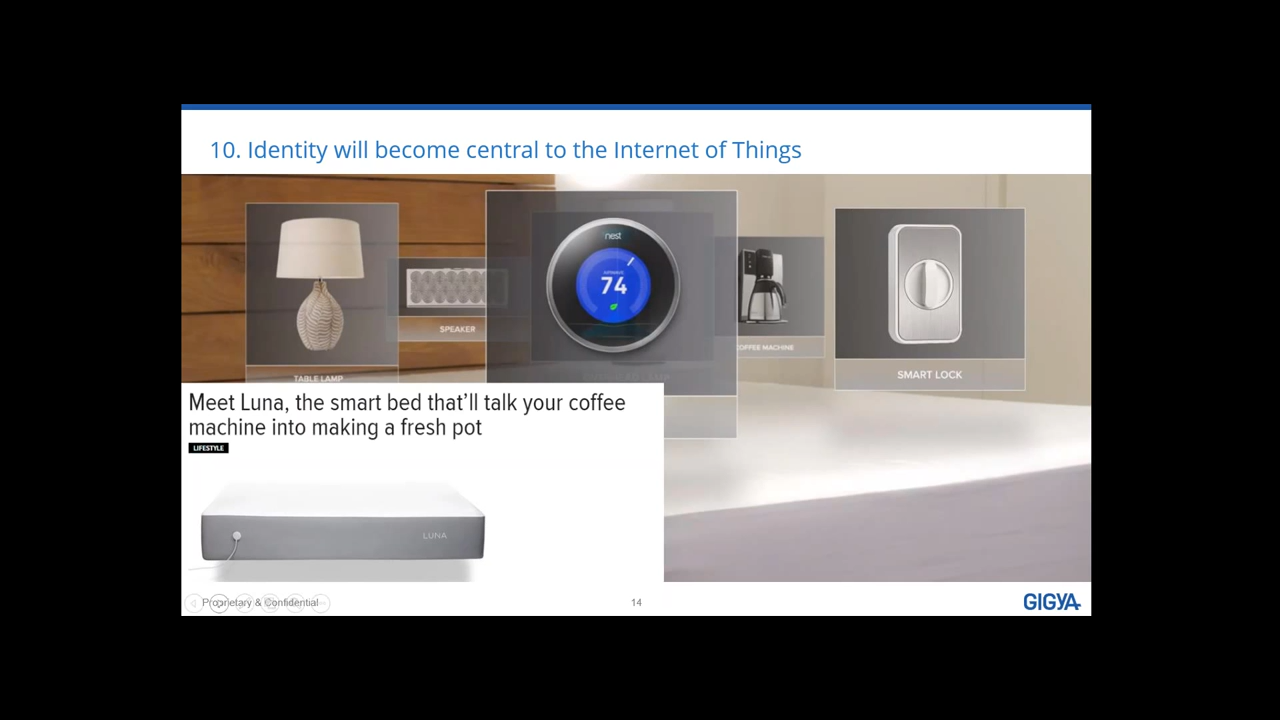 10. Identity will become central to the Internet of Things
nest
74
SPEAKER
COFFEE MACHINE
TABLE LAMP
SMART LOCK
Meet Luna, the smart bed that’ll talk your coffee
machine into making a fresh pot
LIFESTYLE
LUNA
Proprietary & Confidential
14
GIGYA